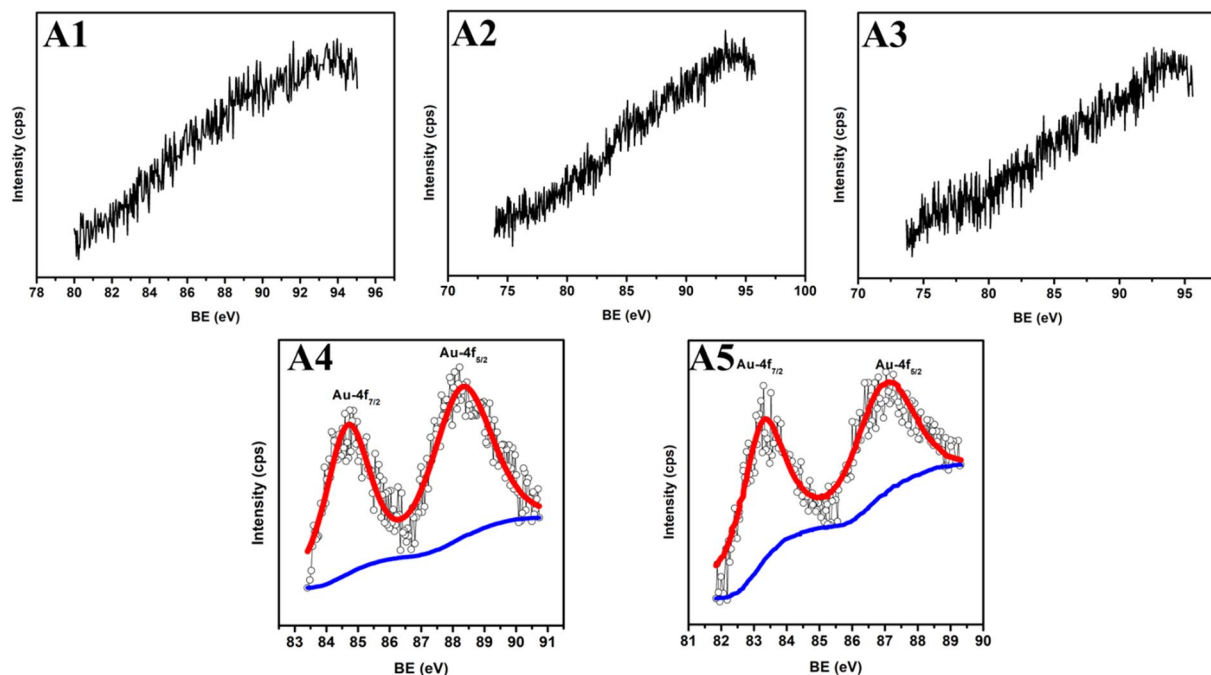 A1
Intensity (cps)
78 80 82 84 86 88 90 92 94 96
BE (eV)
A2
Intensity (cps)
70 75 80 85 90 95 100
BE (eV)
A3
Intensity (cps)
70 75 80 85 90 95
BE (eV)
A4
Au-4f5/2
Au-4f7/2
Intensity (cps)
83 84 85 86 87 88 89 90 91
BE (eV)
A5
Au-4f7/2
Au-4f5/2
Intensity (cps)
81 82 83 84 85 86 87 88 89 90
BE (eV)